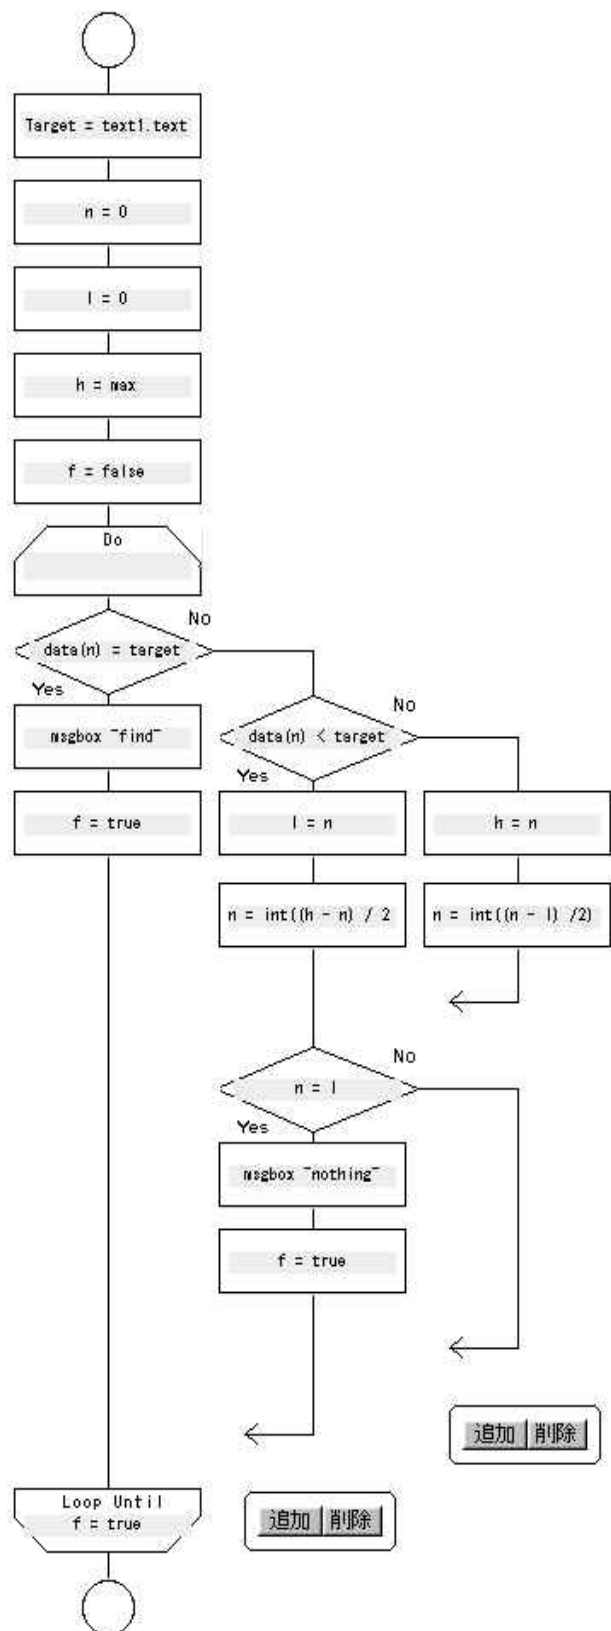 Target = text1.text
n = 0
l = 0
h = max
f = false
Do
No
data(n) = target
Yes
msgbox ~find~
f = true
No
data(n) < target
Yes
l = n
h = n
n = int((h - n) / 2
n = int((n - l) /2)
No
n = l
Yes
msgbox ~nothing~
f = true
追加 削除
Loop Until
f = true
追加 削除